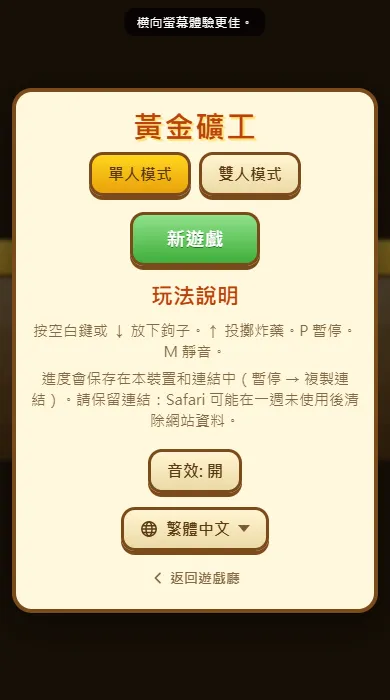 橫向螢幕體驗更佳。
黃金礦工
單人模式
雙人模式
新遊戲
玩法說明
按空白鍵或 ↓ 放下鉤子。↑ 投擲炸藥。P 暫停。
M 靜音。
進度會保存在本裝置和連結中（暫停 → 複製連
結）。請保留連結：Safari 可能在一週未使用後清
除網站資料。
音效: 開
繁體中文
返回遊戲廳